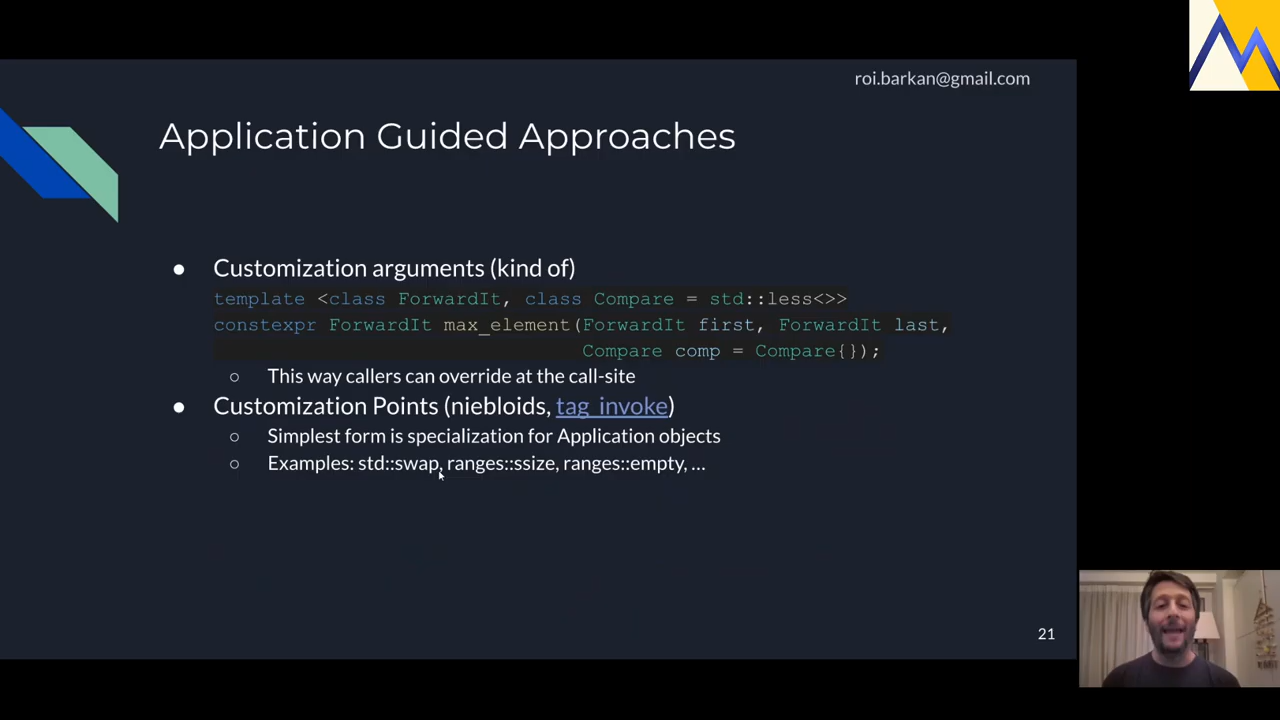 roi.barkan@gmail.com
Application Guided Approaches
● Customization arguments (kind of)
template <class ForwardIt, class Compare = std::less<>>
constexpr ForwardIt max_element(ForwardIt first, ForwardIt last,
Compare comp = Compare{});
○ This way callers can override at the call-site
● Customization Points (niebloids, tag_invoke)
○ Simplest form is specialization for Application objects
○ Examples: std::swap, ranges::ssize, ranges::empty, ...
21